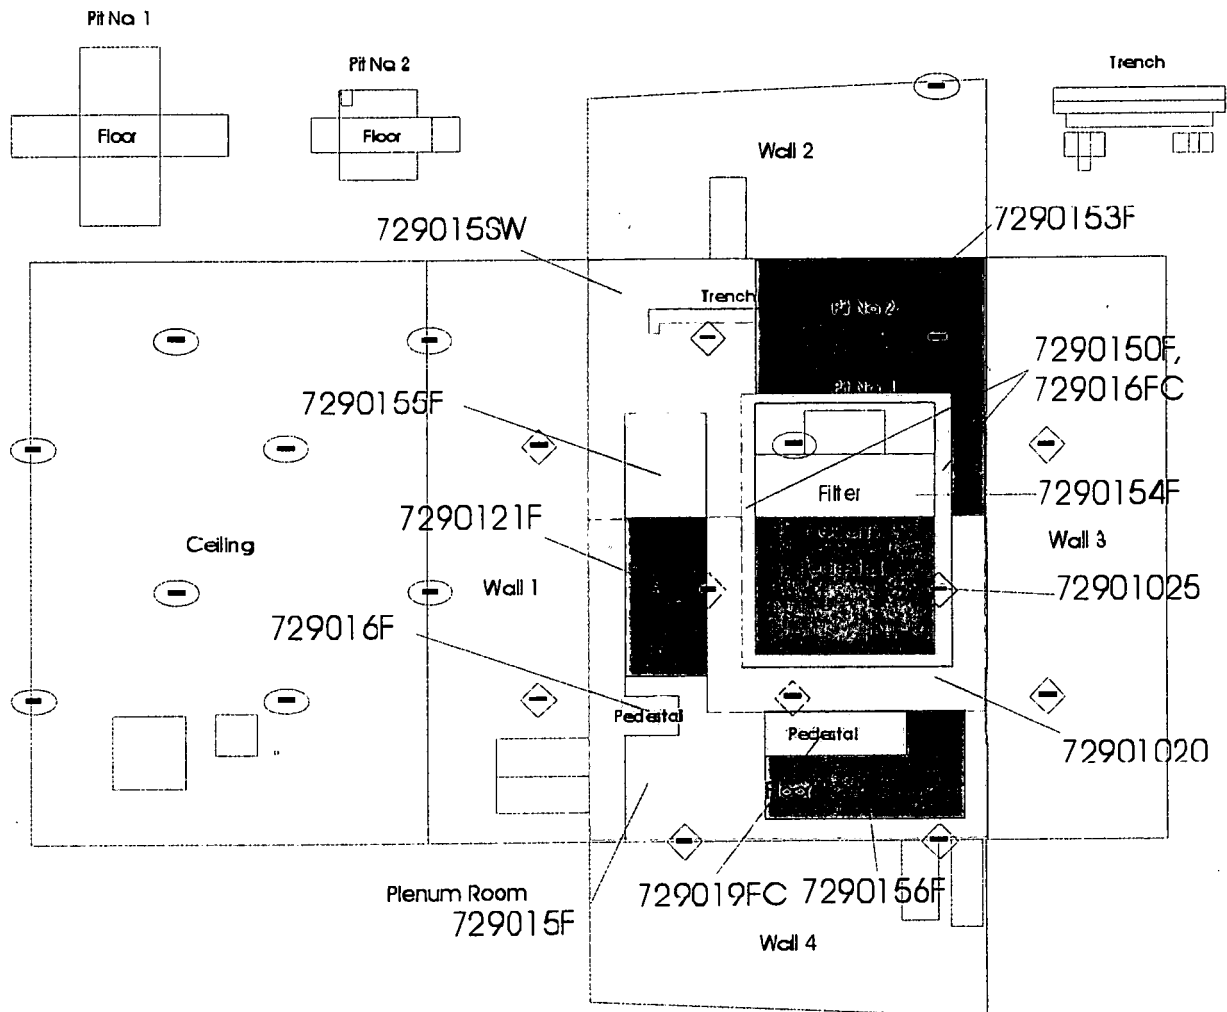 Pit No. 1
Pit No 2
Trench
Floor
Floor
Wall 2
729015SW
7290153F
Trench
Pit No 2
7290150F,
729016FC
Pit No. 1
7290155F
Filter
7290154F
7290121F
Ceiling
Wall 1
Wall 3
72901025
729016F
Pedestal
Pedestal
72901020
Plenum Room
729015F
729019FC
7290156F
Wall 4